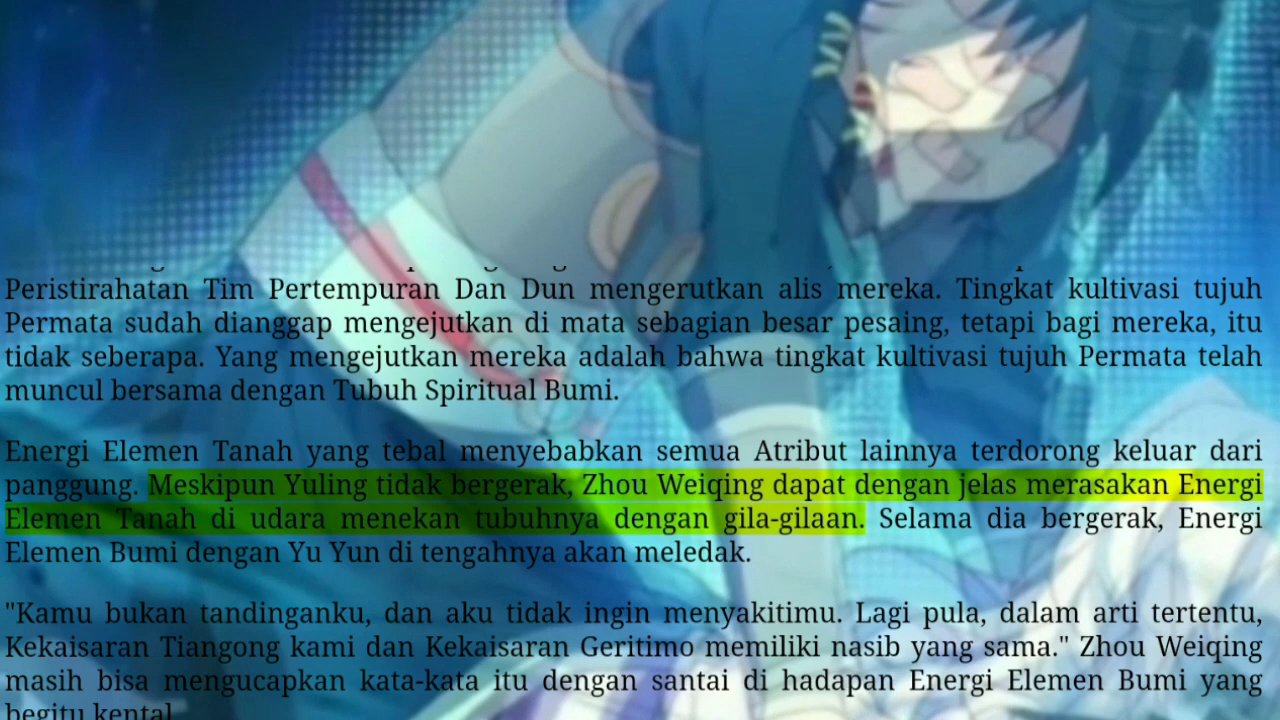 Peristirahatan Tim Pertempuran Dan Dun mengerutkan alis mereka. Tingkat kultivasi tujuh
Permata sudah dianggap mengejutkan di mata sebagian besar pesaing, tetapi bagi mereka, itu
tidak seberapa. Yang mengejutkan mereka adalah bahwa tingkat kultivasi tujuh Permata telah
muncul bersama dengan Tubuh Spiritual Bumi.
Energi Elemen Tanah yang tebal menyebabkan semua Atribut lainnya terdorong keluar dari
panggung. Meskipun Yuling tidak bergerak, Zhou Weiqing dapat dengan jelas merasakan Energi
Elemen Tanah di udara menekan tubuhnya dengan gila-gilaan. Selama dia bergerak, Energi
Elemen Bumi dengan Yu Yun di tengahnya akan meledak.
"Kamu bukan tandinganku, dan aku tidak ingin menyakitimu. Lagi pula, dalam arti tertentu,
Kekaisaran Tiangong kami dan Kekaisaran Geritimo memiliki nasib yang sama." Zhou Weiqing
masih bisa mengucapkan kata-kata itu dengan santai di hadapan Energi Elemen Bumi yang
begitu kental